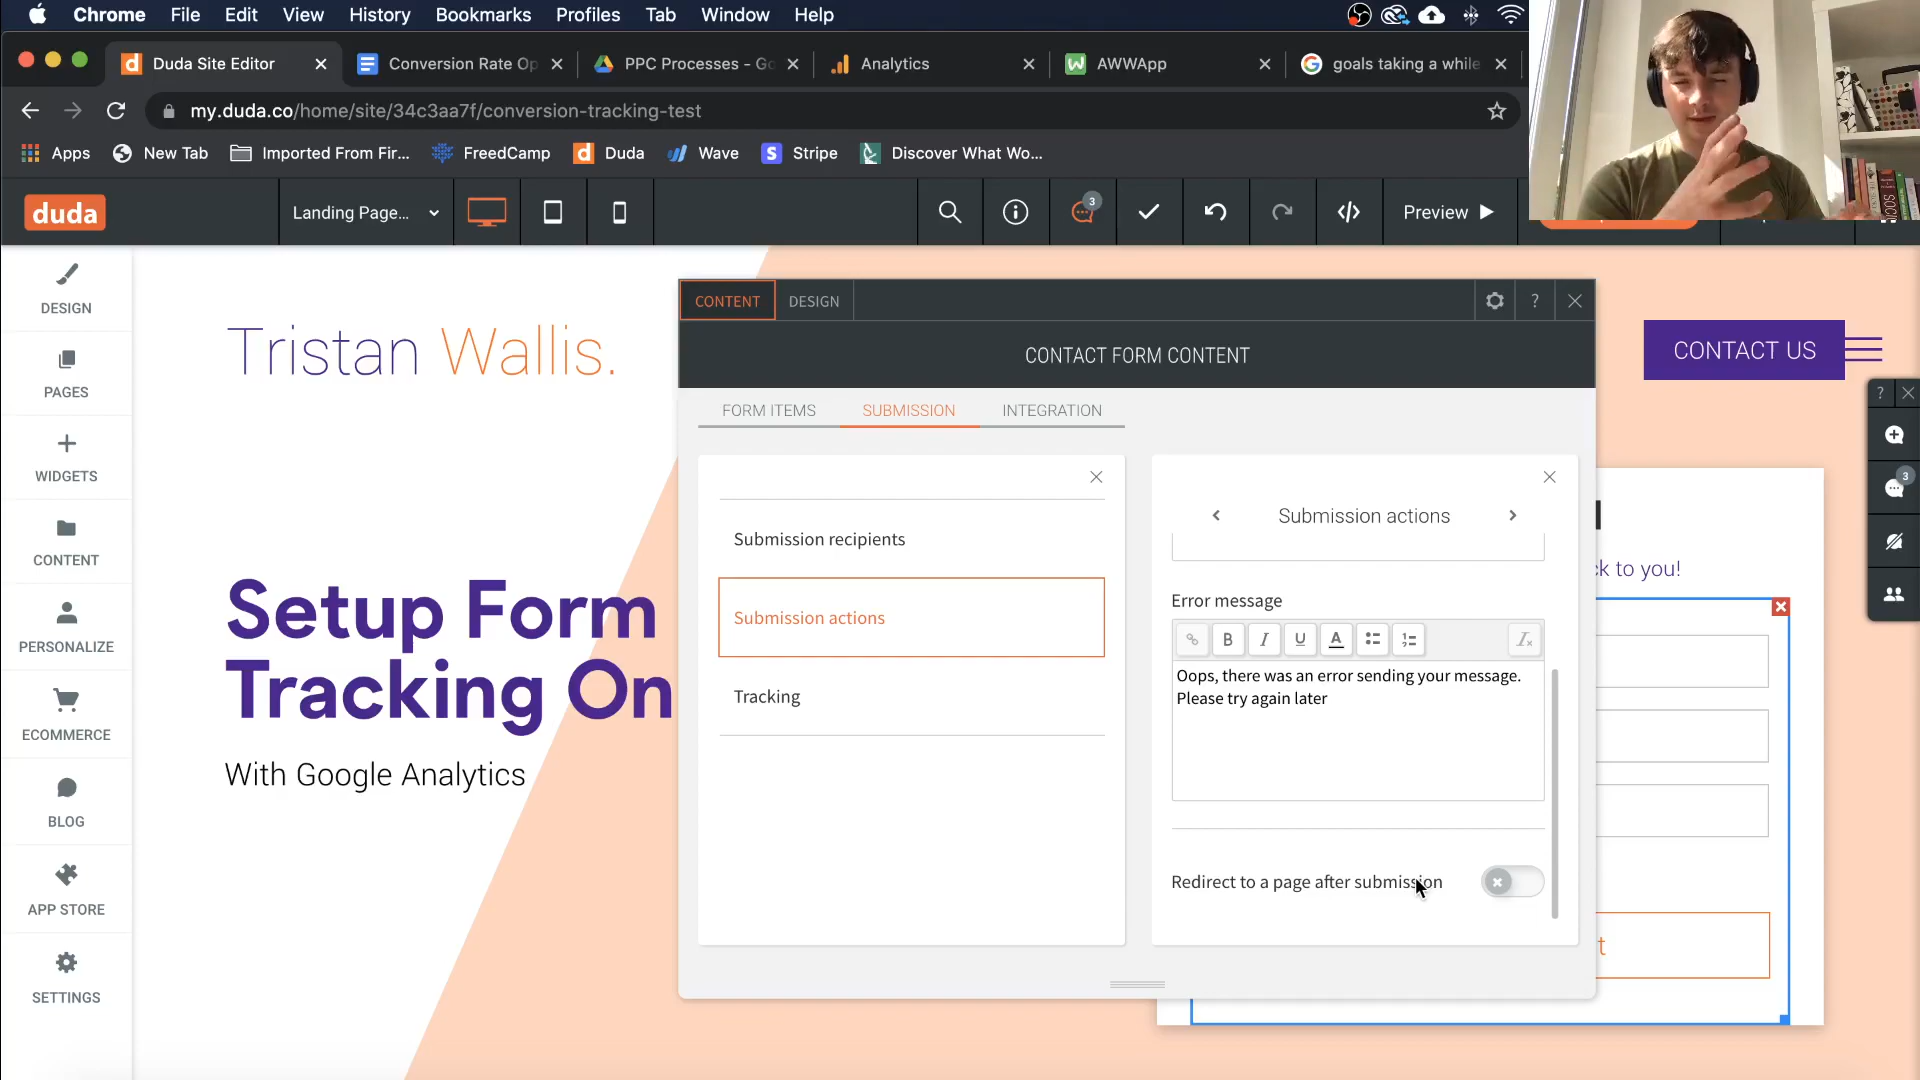 Chrome File Edit View History Bookmarks Profiles Tab Window Help
Duda Site Editor
Conversion Rate Op
PPC Processes - Go
Analytics
AWWApp
goals taking a while
my.duda.co/home/site/34c3aa7f/conversion-tracking-test
Apps
New Tab
Imported From Fir...
FreedCamp
Duda
Wave
Stripe
Discover What Wo...
duda
Landing Page...
3
Preview
DESIGN
PAGES
WIDGETS
CONTENT
PERSONALIZE
ECOMMERCE
BLOG
APP STORE
SETTINGS
Tristan Wallis.
CONTACT US
Setup Form
Tracking On
With Google Analytics
CONTENT
DESIGN
?
CONTACT FORM CONTENT
FORM ITEMS
SUBMISSION
INTEGRATION
Submission recipients
Submission actions
Tracking
Submission actions
Error message
B I U A
Oops, there was an error sending your message.
Please try again later
Redirect to a page after submission
ck to you!
t
?
3